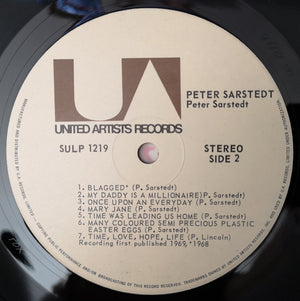 UA
PETER SARSTEDT
Peter Sarstedt
UNITED ARTISTS RECORDS
SULP 1219
STEREO
SIDE 2
1. BLAGGED* (P. Sarstedt)
2. MY DADDY IS A MILLIONAIRE)P. Sarstedt)
3. ONCE UPON AN EVERYDAY (P. Sarstedt)
4. MARY JANE (P. Sarstedt)
5. TIME WAS LEADING US HOME (P. Sarstedt)
6. MANY COLOURED SEMI PRECIOUS PLASTIC
EASTER EGGS (P. Sarstedt)
7. TIME, LOVE, HOPE, LIFE (P. Lincoln)
Recording first published 1969, *1968